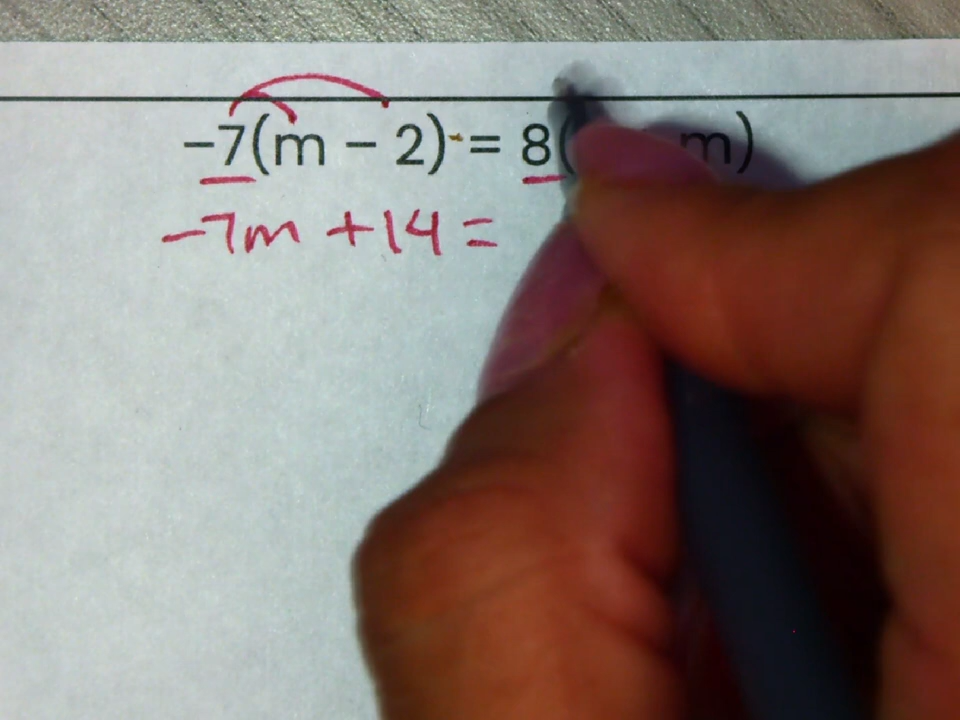 -7(m - 2) = 8( m)
-7m + 14 =